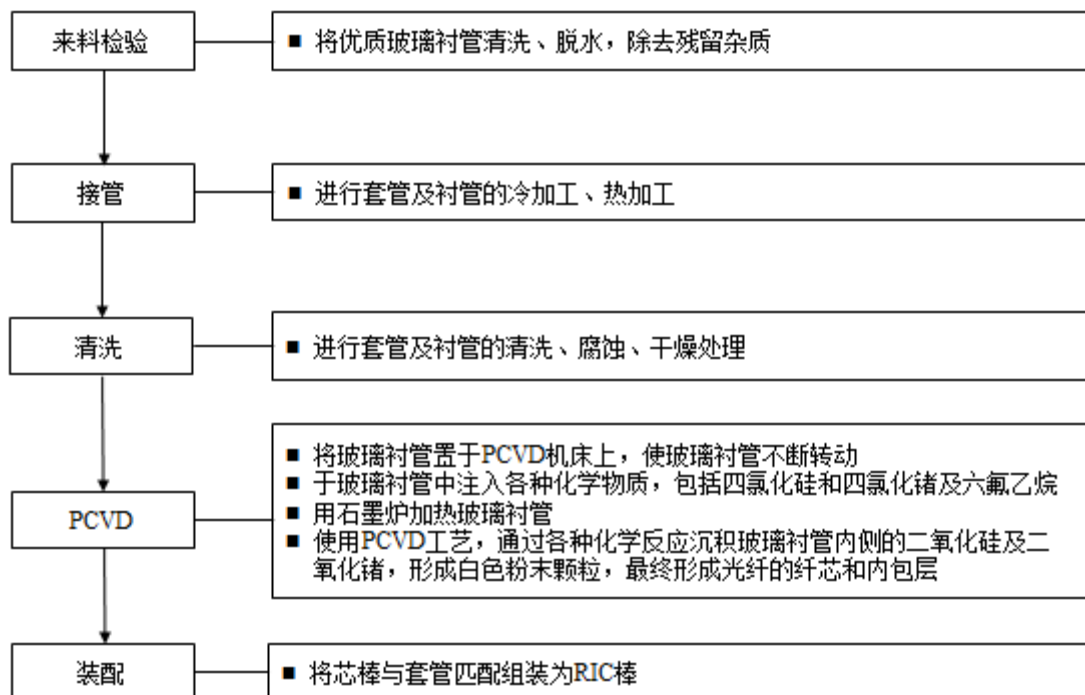 来料检验
■ 将优质玻璃衬管清洗、脱水，除去残留杂质
接管
■ 进行套管及衬管的冷加工、热加工
清洗
■ 进行套管及衬管的清洗、腐蚀、干燥处理
PCVD
■ 将玻璃衬管置于PCVD机床上，使玻璃衬管不断转动
■ 于玻璃衬管中注入各种化学物质，包括四氯化硅和四氯化锗及六氟乙烷
■ 用石墨炉加热玻璃衬管
■ 使用PCVD工艺，通过各种化学反应沉积玻璃衬管内侧的二氧化硅及二
氧化锗，形成白色粉末颗粒，最终形成光纤的纤芯和内包层
装配
■ 将芯棒与套管匹配组装为RIC棒